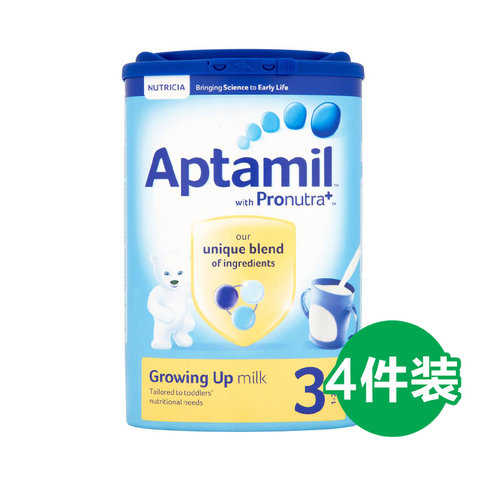 NUTRICIA
Bringing Science to Early Life
Aptamil
with Pronutra+
our
unique blend
of ingredients
Growing Up milk
Tailored to toddlers'
nutritional needs
3
4件装